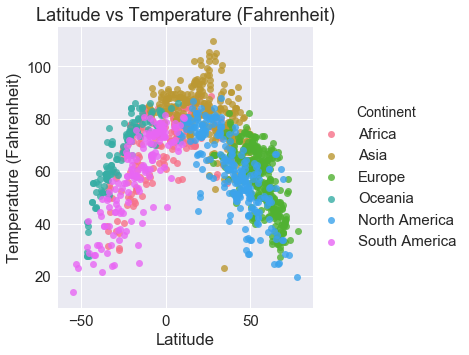 Latitude vs Temperature (Fahrenheit)
Temperature (Fahrenheit)
100
80
60
40
20
−50
0
50
Latitude
Continent
Africa
Asia
Europe
Oceania
North America
South America